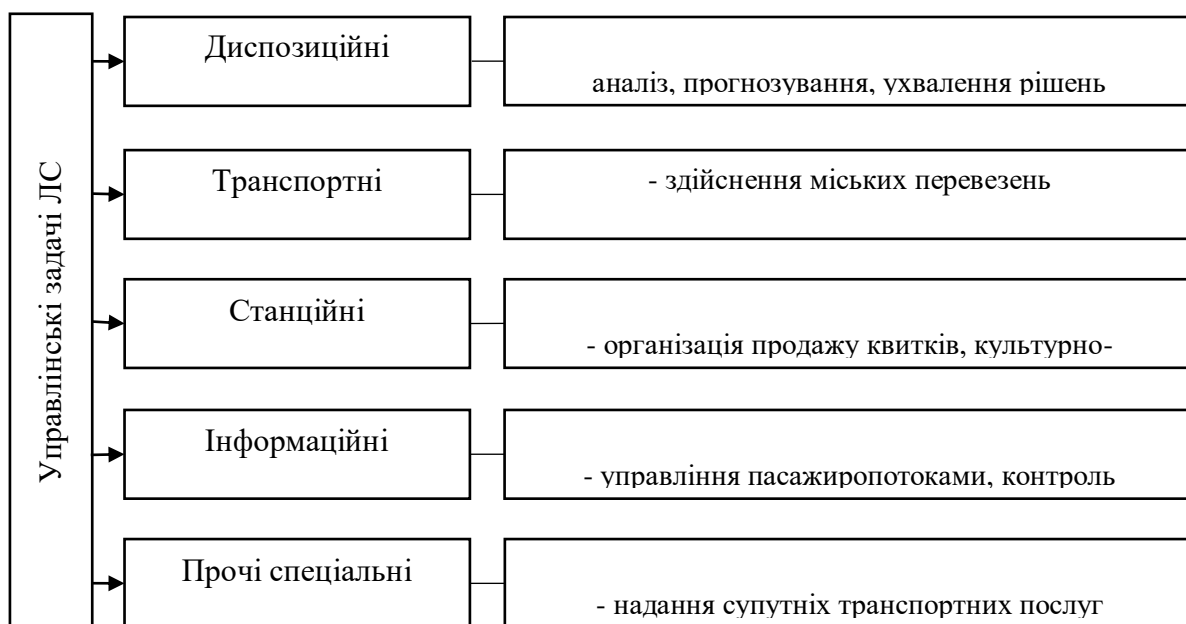 Управлінські задачі ЛС
Диспозиційні
аналіз, прогнозування, ухвалення рішень
Транспортні
- здійснення міських перевезень
Станційні
- організація продажу квитків, культурно-
Інформаційні
- управління пасажиропотоками, контроль
Прочі спеціальні
- надання супутніх транспортних послуг